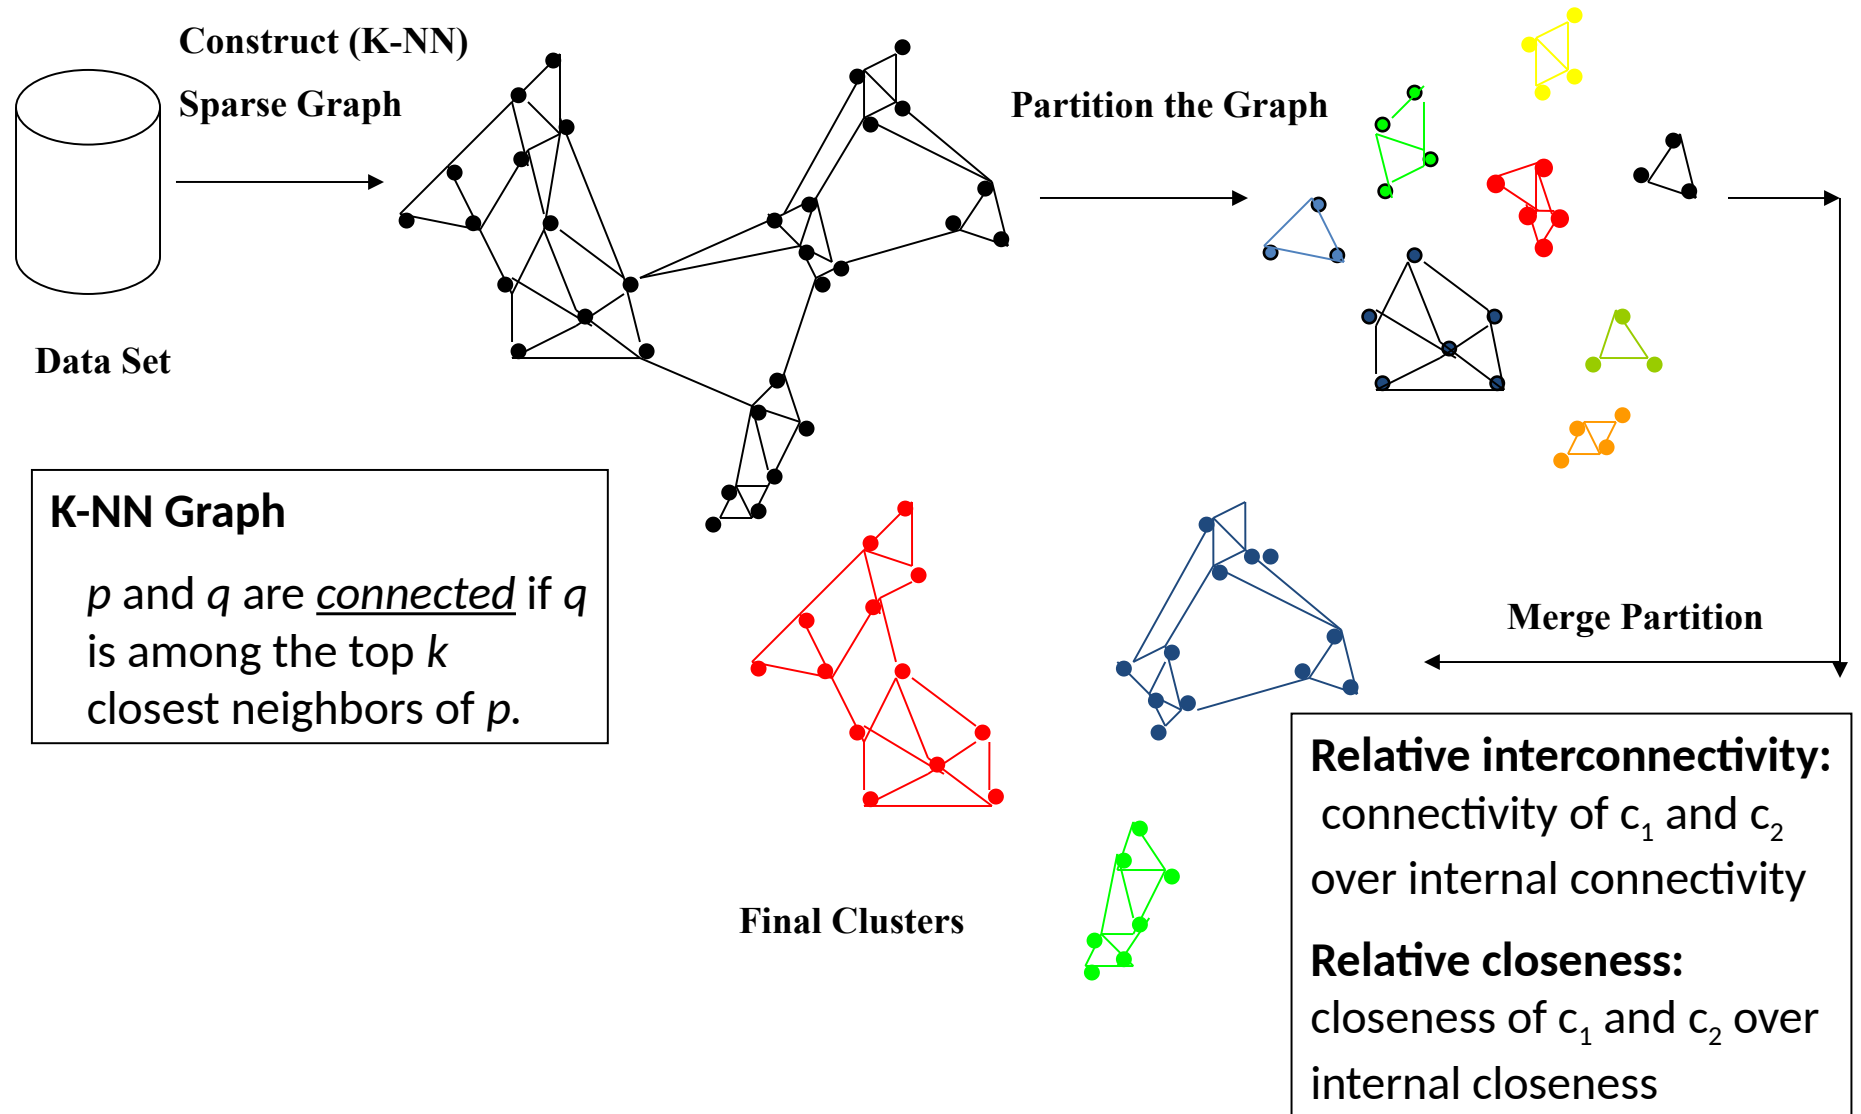 Construct (K-NN)
Sparse Graph
Partition the Graph
Data Set
K-NN Graph
p and q are connected if q
is among the top k
closest neighbors of p.
Merge Partition
Final Clusters
Relative interconnectivity:
connectivity of c1 and c2
over internal connectivity
Relative closeness:
closeness of c1 and c2 over
internal closeness